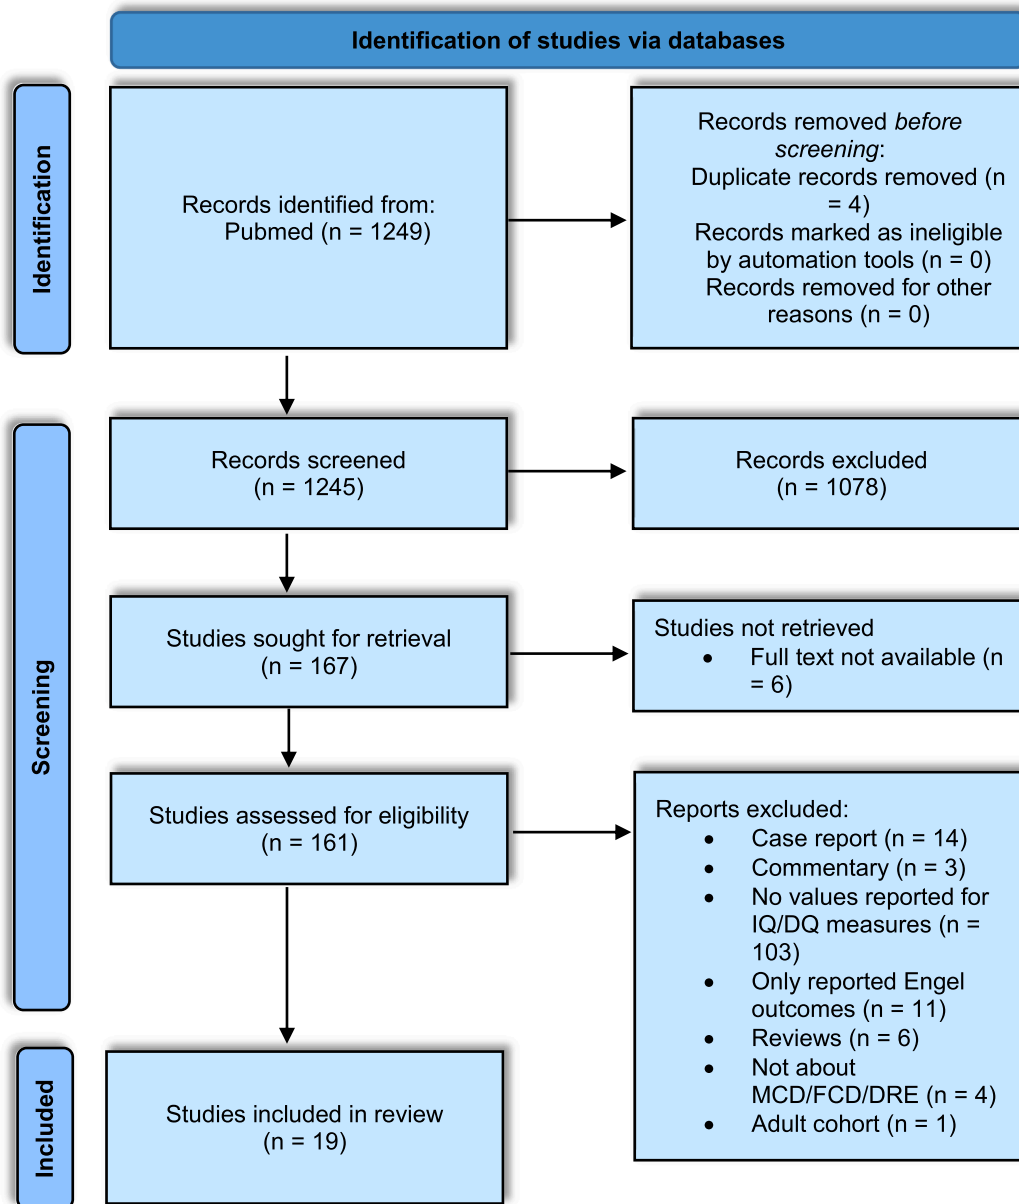 Identification of studies via databases
Identification
Records identified from:
Pubmed (n = 1249)
Records removed before
screening:
Duplicate records removed (n
= 4)
Records marked as ineligible
by automation tools (n = 0)
Records removed for other
reasons (n = 0)
Screening
Records screened
(n = 1245)
Records excluded
(n = 1078)
Studies sought for retrieval
(n = 167)
Studies not retrieved
• Full text not available (n
= 6)
Studies assessed for eligibility
(n = 161)
Reports excluded:
• Case report (n = 14)
• Commentary (n = 3)
• No values reported for
IQ/DQ measures (n =
103)
• Only reported Engel
outcomes (n = 11)
• Reviews (n = 6)
• Not about
MCD/FCD/DRE (n = 4)
• Adult cohort (n = 1)
Included
Studies included in review
(n = 19)